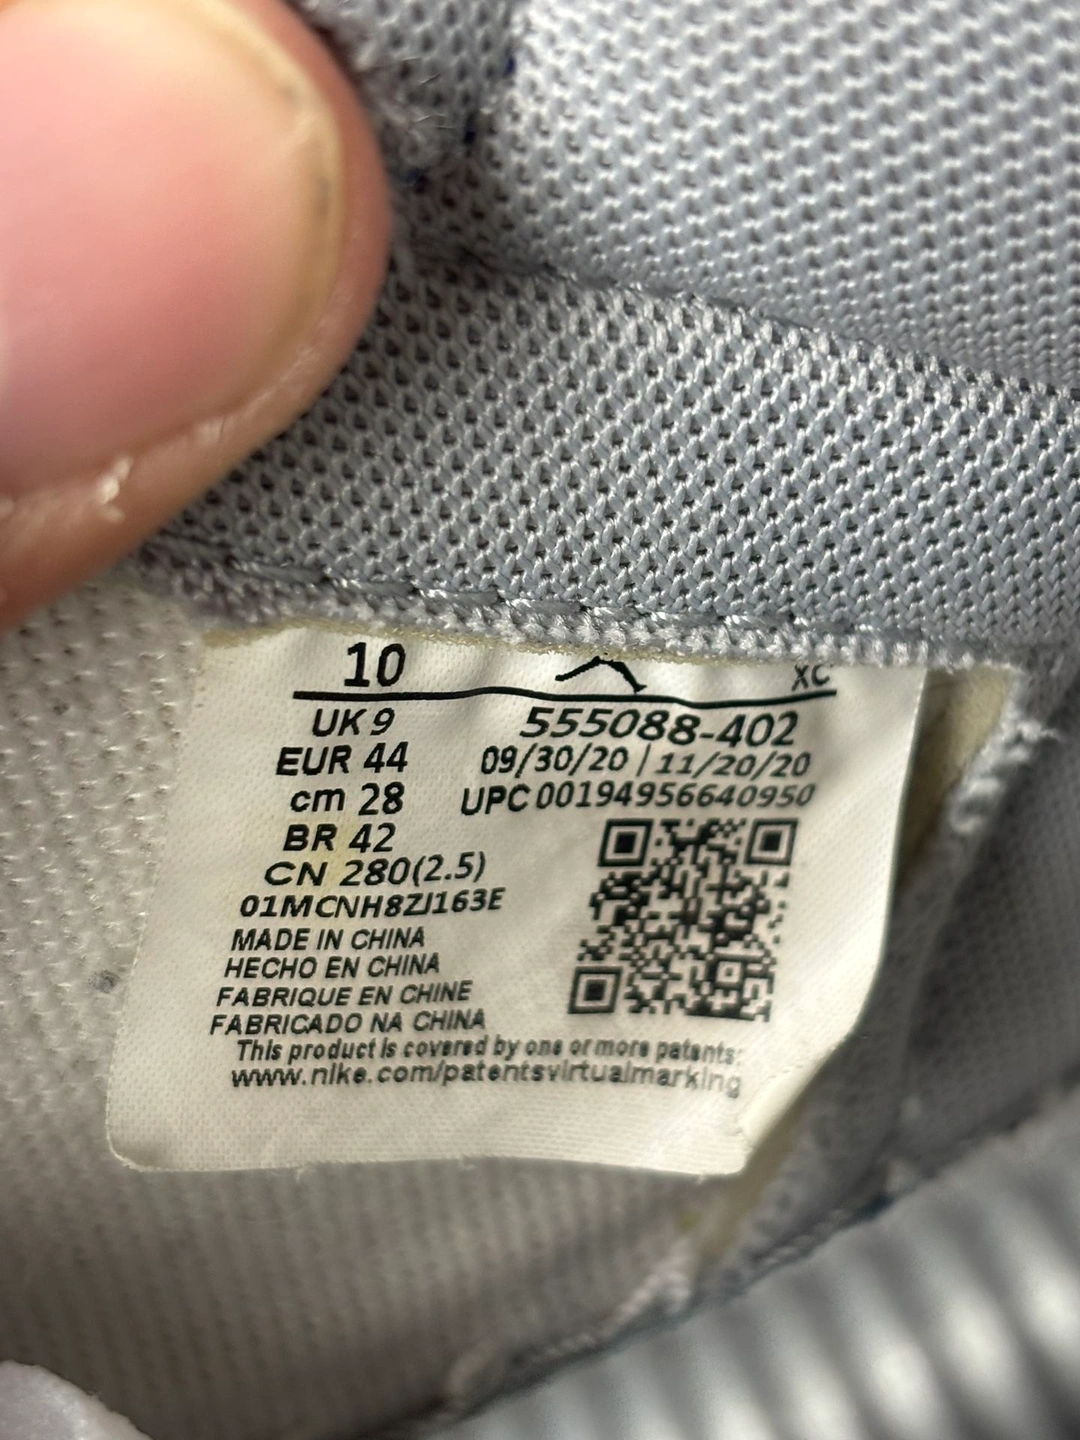 10 XC
UK 9 555088-402
EUR 44 09/30/20 | 11/20/20
cm 28 UPC 00194956640950
BR 42
CN 280(2.5)
01MCNH8ZJ163E
MADE IN CHINA
HECHO EN CHINA
FABRIQUE EN CHINE
FABRICADO NA CHINA
This product is covered by one or more patents:
www.nike.com/patentsvirtualmarking